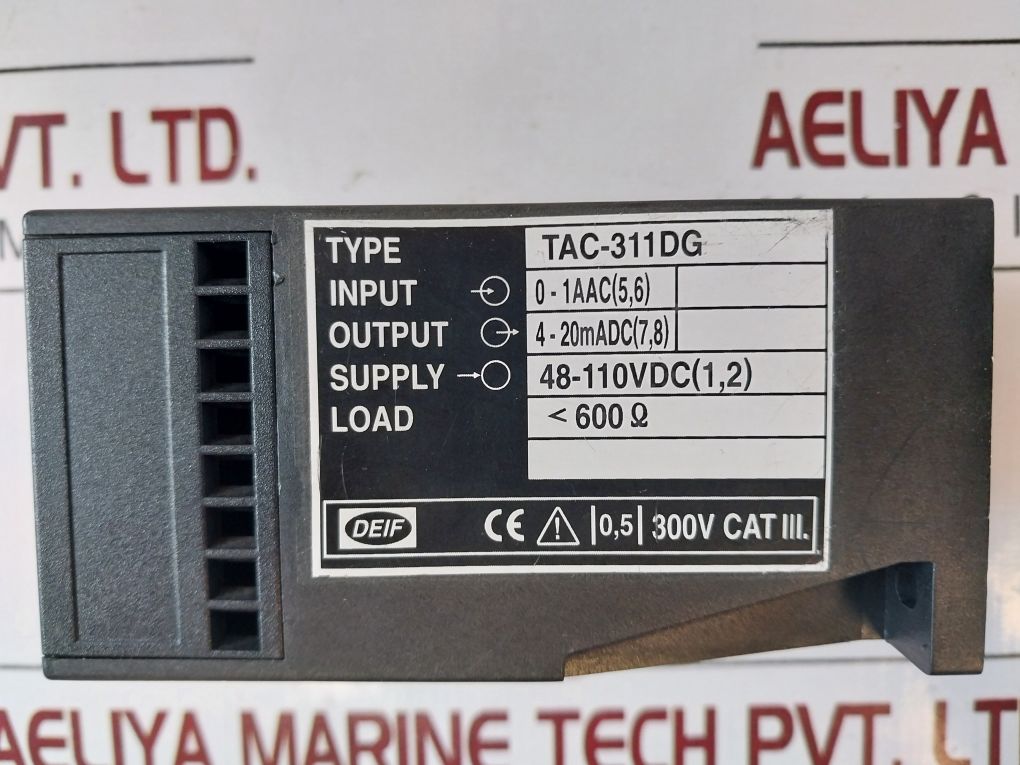 VT. LTD.
AELIYA
TYPE TAC-311DG
INPUT 0 - 1AAC(5,6)
OUTPUT 4 - 20mADC(7,8)
SUPPLY 48-110VDC(1,2)
LOAD < 600 Ω
DEIF CE 0,5 300V CAT III.
AELIYA MARINE TECH PVT. LT